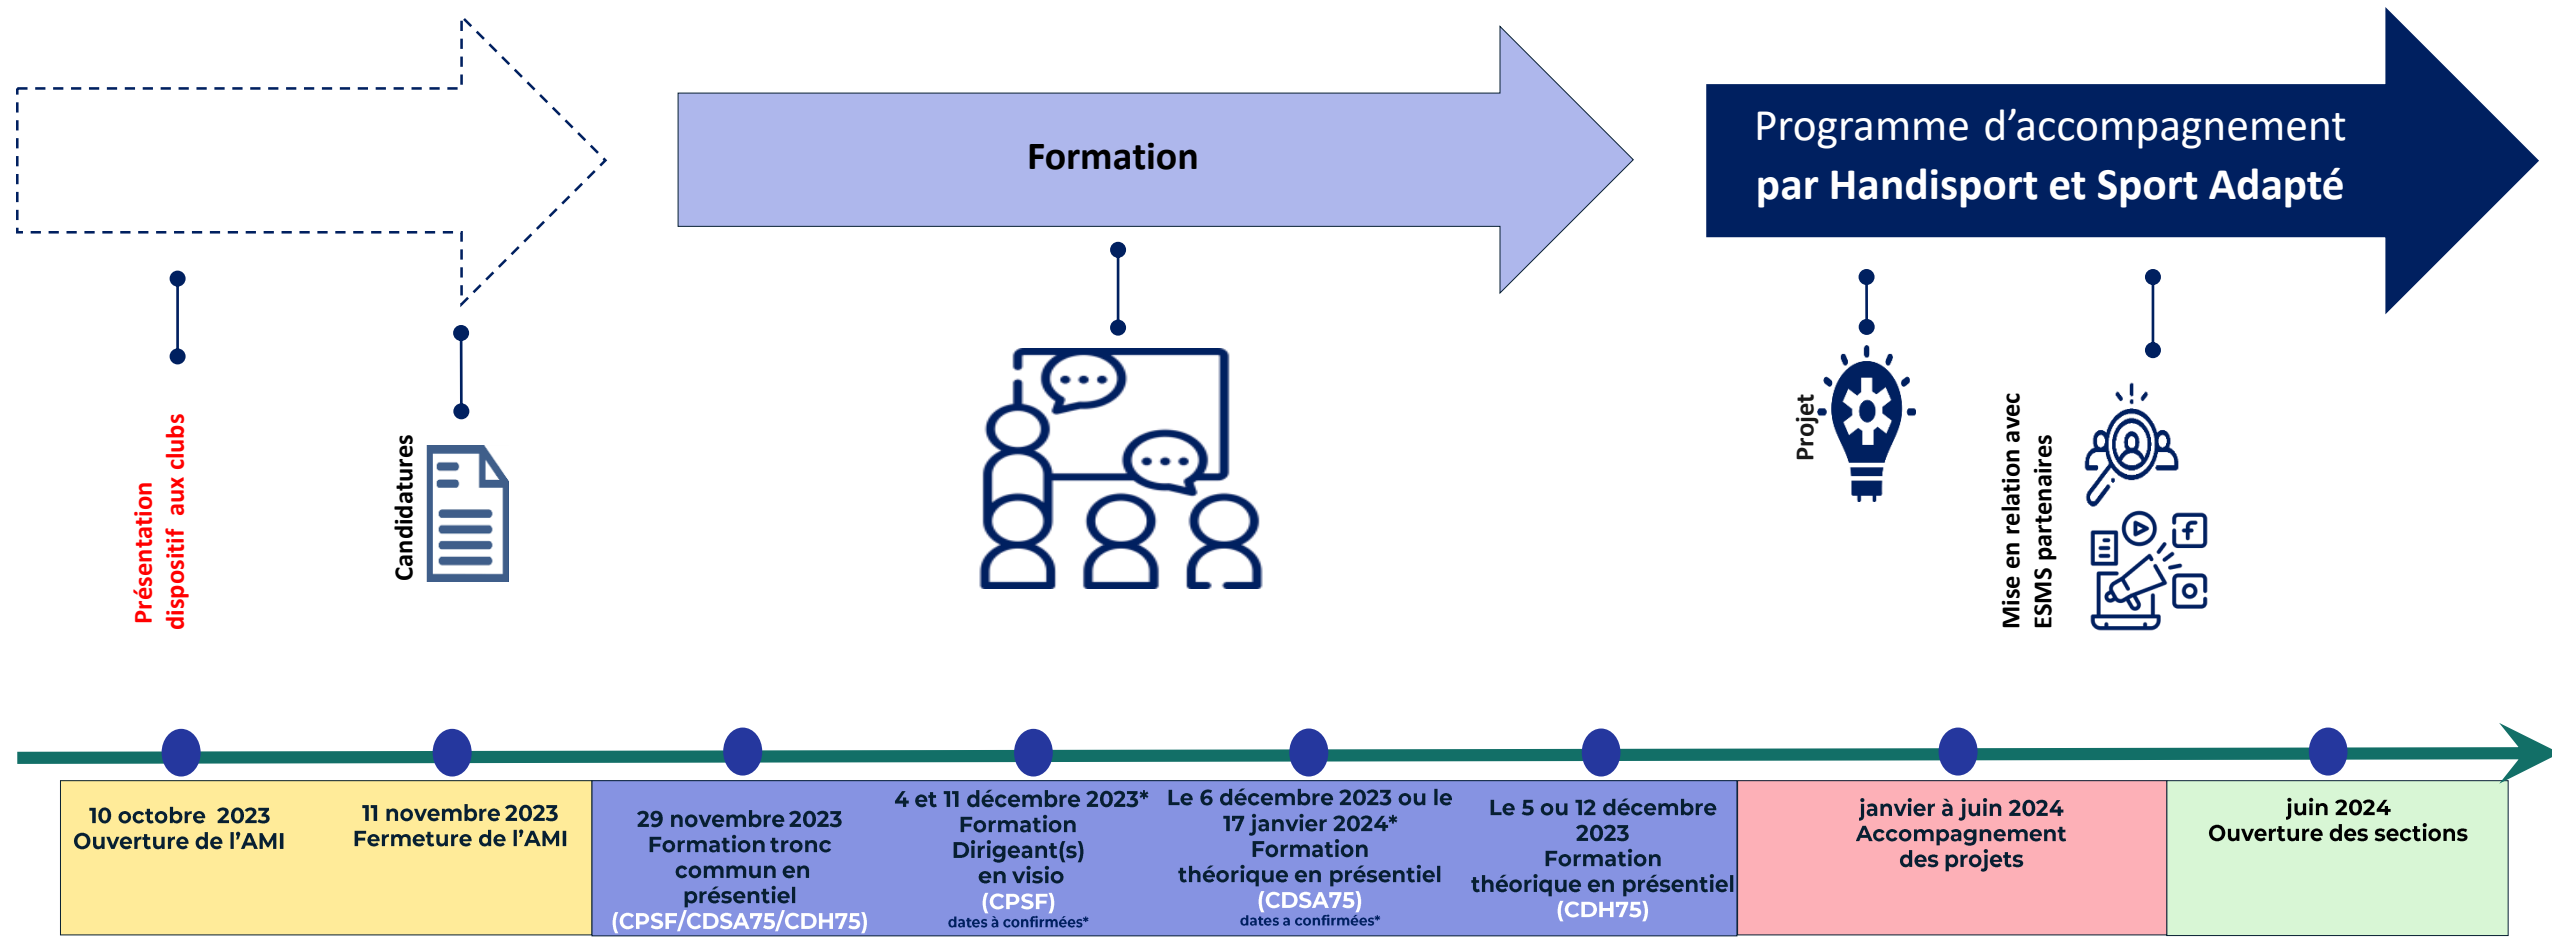 Formation
Programme d’accompagnement
par Handisport et Sport Adapté
Présentation
dispositif aux clubs
Candidatures
Projet
Mise en relation avec
ESMS partenaires
10 octobre 2023
Ouverture de l’AMI
11 novembre 2023
Fermeture de l’AMI
29 novembre 2023
Formation tronc
commun en
présentiel
(CPSF/CDSA75/CDH75)
4 et 11 décembre 2023*
Formation
Dirigeant(s)
en visio
(CPSF)
dates à confirmées*
Le 6 décembre 2023 ou le
17 janvier 2024*
Formation
théorique en présentiel
(CDSA75)
dates a confirmées*
Le 5 ou 12 décembre
2023
Formation
théorique en présentiel
(CDH75)
janvier à juin 2024
Accompagnement
des projets
juin 2024
Ouverture des sections